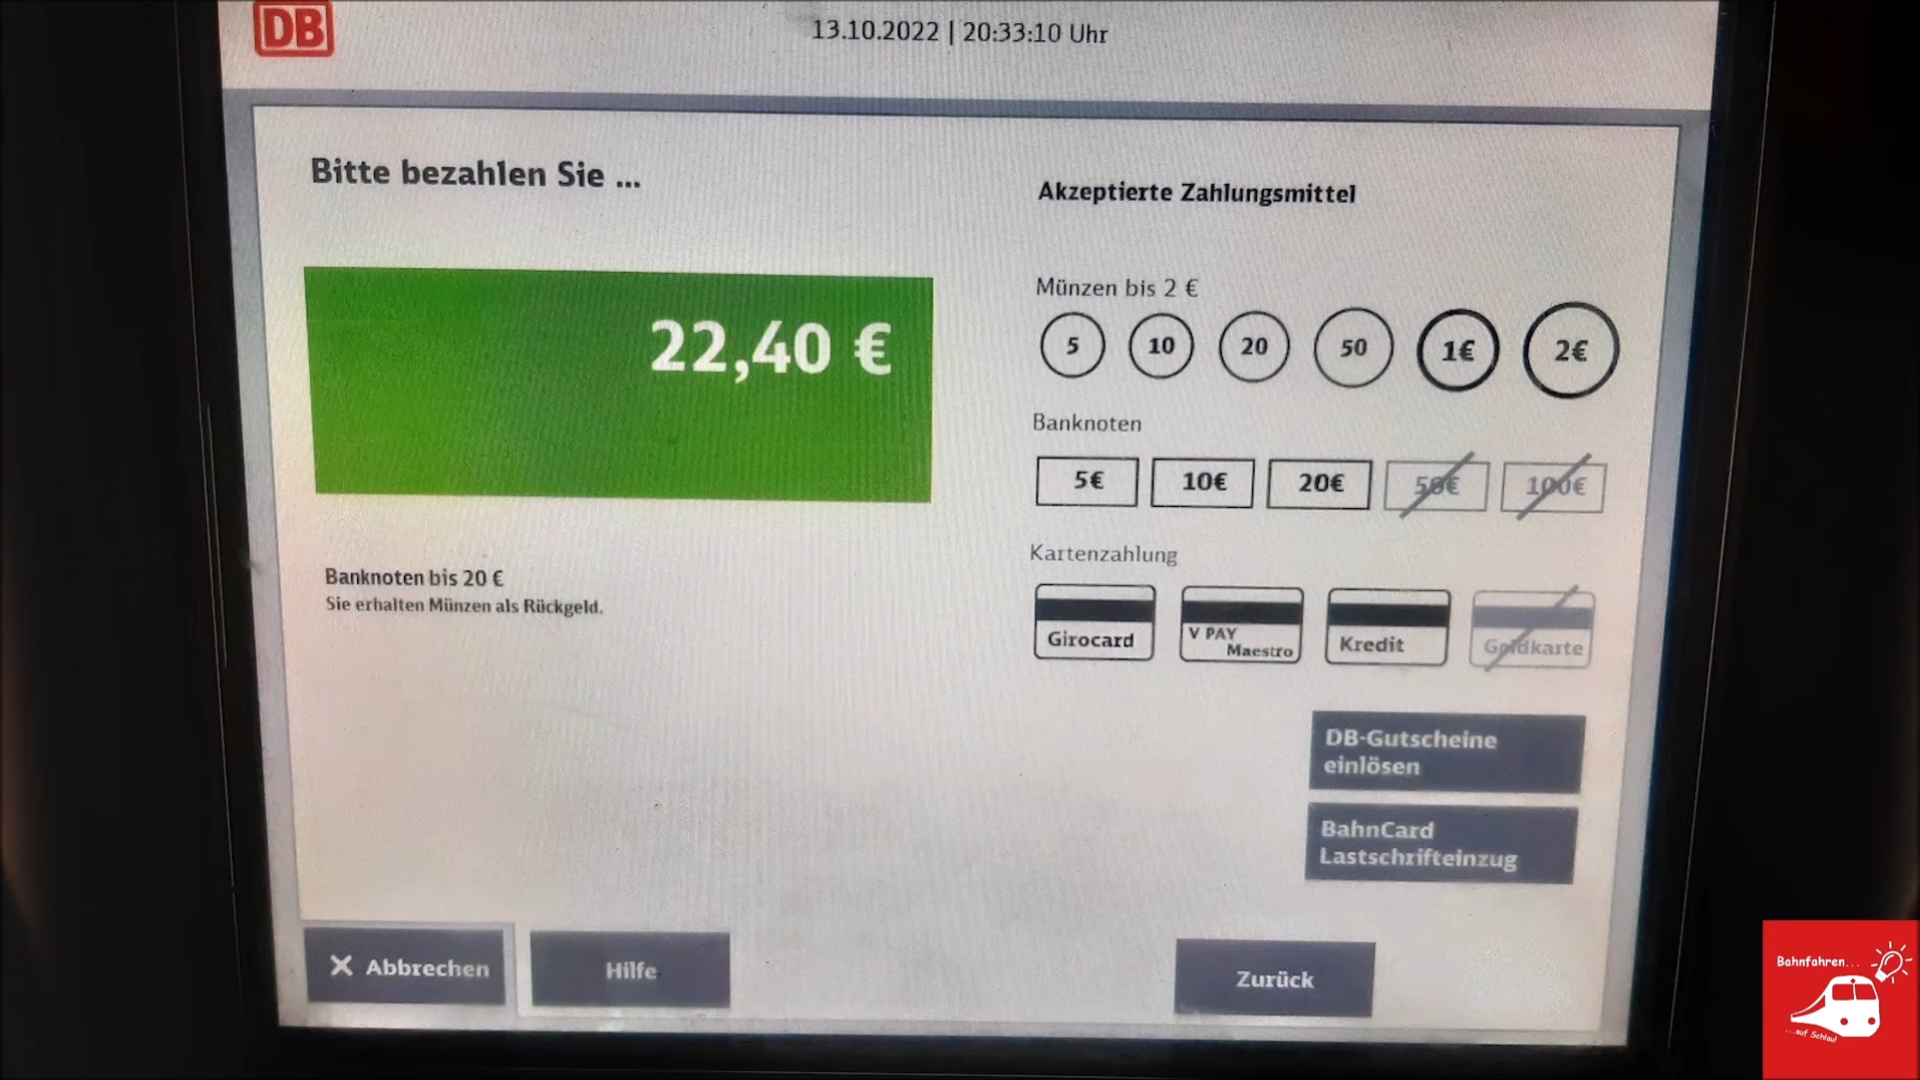 DB
13.10.2022 | 20:33:10 Uhr
Bitte bezahlen Sie ...
22,40 €
Banknoten bis 20 €
Sie erhalten Münzen als Rückgeld.
Akzeptierte Zahlungsmittel
Münzen bis 2 €
5 10 20 50 1€ 2€
Banknoten
5€ 10€ 20€ 50€ 100€
Kartenzahlung
Girocard
V PAY
Maestro
Kredit
Geldkarte
DB-Gutscheine
einlösen
BahnCard
Lastschrifteinzug
X Abbrechen
Hilfe
Zurück
Bahnfahren...
...auf Schlau!